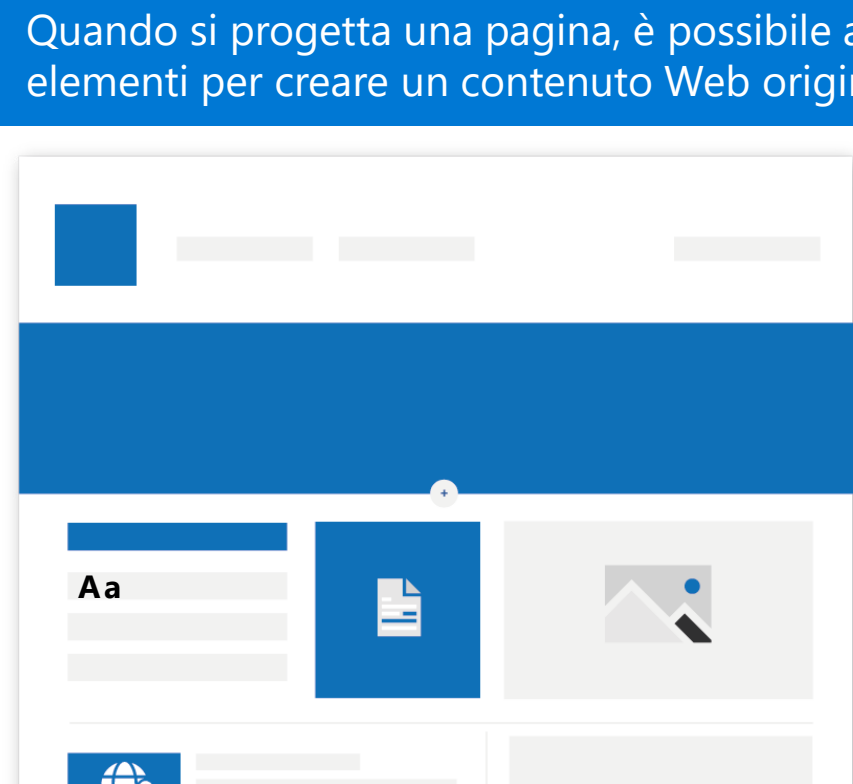 Quando si progetta una pagina, è possibile
elementi per creare un contenuto Web
+
Aa